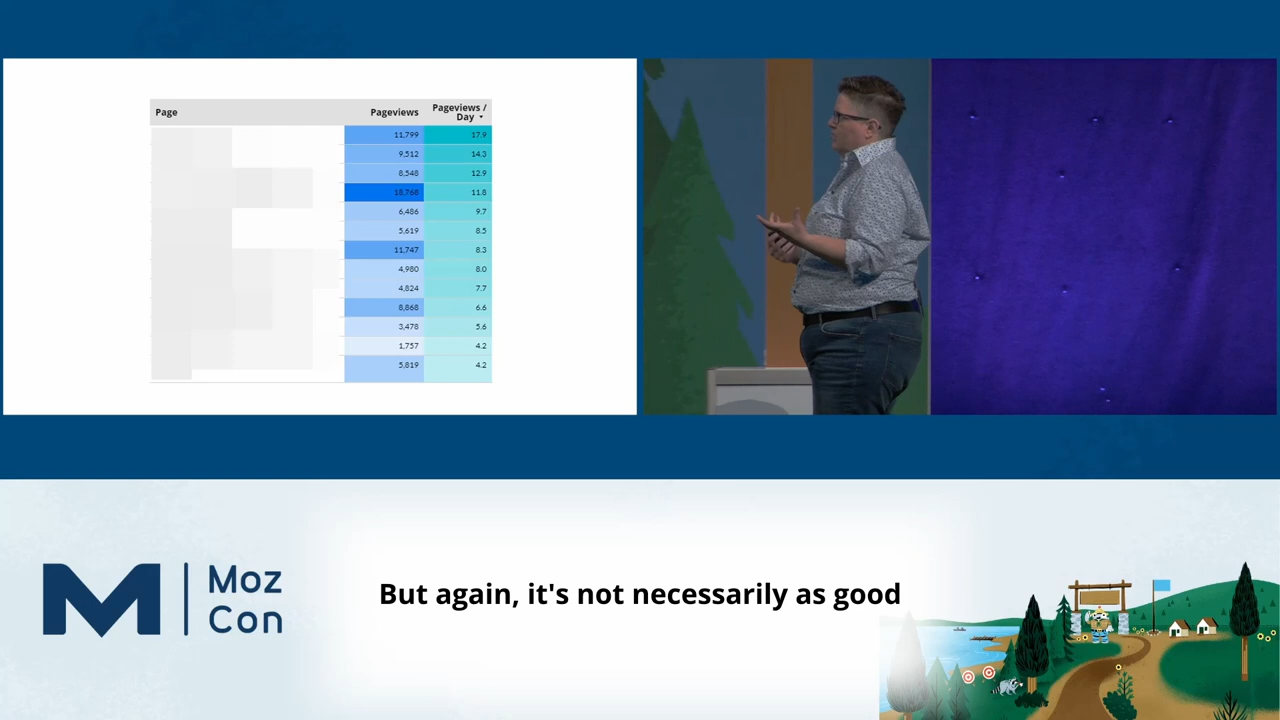 Page Pageviews Pageviews /
Day
11,799 17.9
9,512 14.3
8,548 12.9
18,768 11.8
6,486 9.7
5,619 8.5
11,747 8.3
4,980 8.0
4,824 7.7
8,868 6.6
3,478 5.6
1,757 4.2
5,819 4.2
Moz
Con
But again, it's not necessarily as good